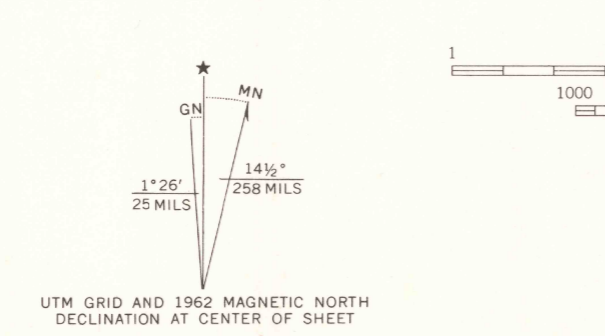 1
1000
MN
GN
14½°
258 MILS
1°26′
25 MILS
UTM GRID AND 1962 MAGNETIC NORTH
DECLINATION AT CENTER OF SHEET